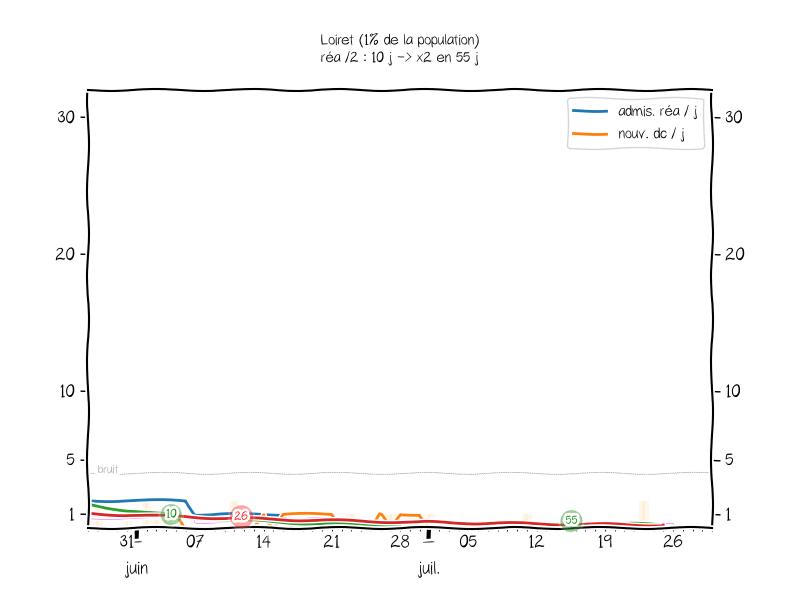 Loiret (1% de la population)
réa /2 : 10 j -> x2 en 55 j
admis. réa / j
nouv. dc / j
30 30
20 20
10 10
5 5
bruit
1 1
10 26 55
31 07 14 21 28 05 12 19 26
juin juil.